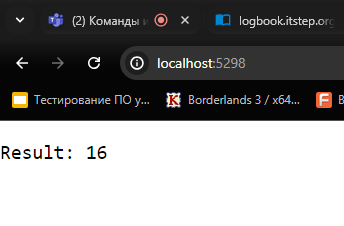 (2) Команды и
logbook.itstep.org
localhost:5298
Тестирование ПО у...
Borderlands 3 / x64...
В
Result: 16